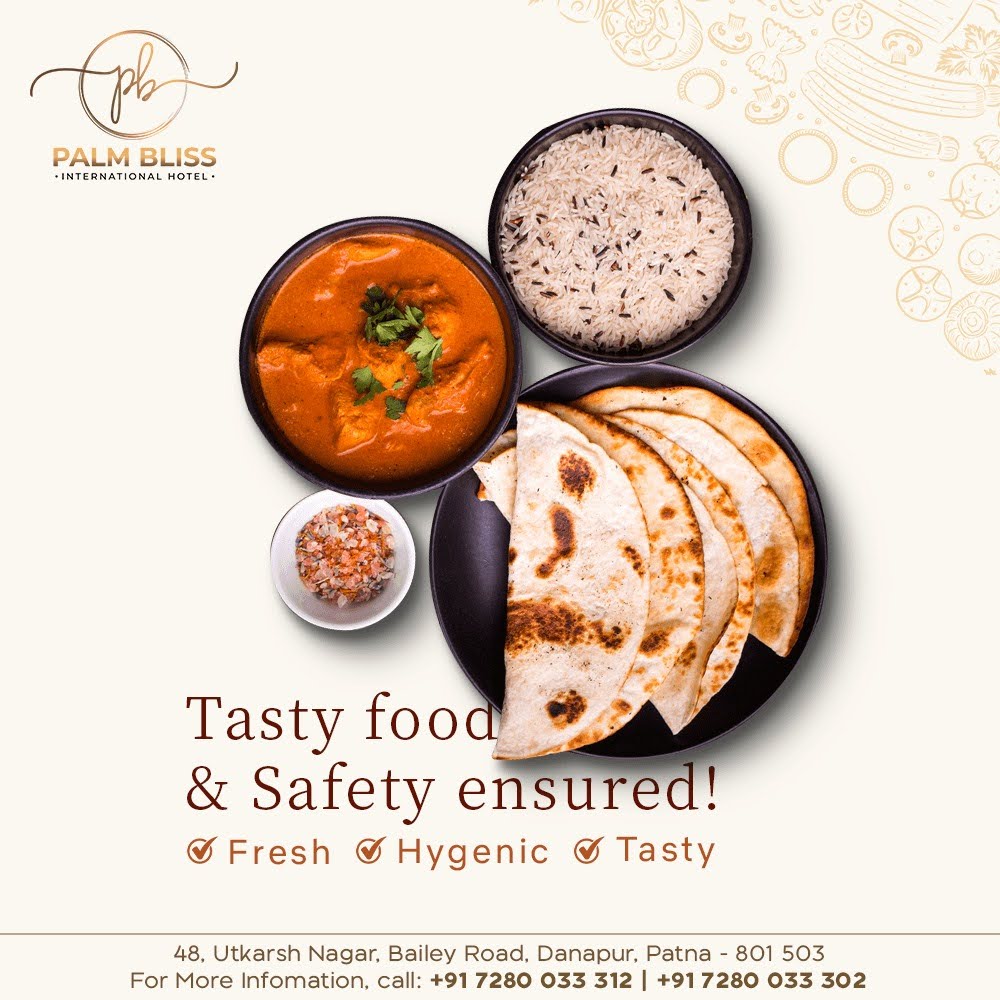 pb
PALM BLISS
• INTERNATIONAL HOTEL •
Tasty food
& Safety ensured!
Fresh Hygenic Tasty
48, Utkarsh Nagar, Bailey Road, Danapur, Patna - 801 503
For More Infomation, call: +91 7280 033 312 | +91 7280 033 302